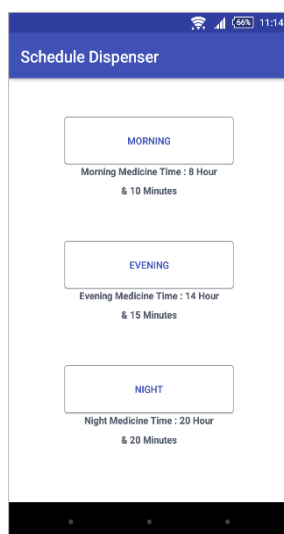 66% 11:14
Schedule Dispenser
MORNING
Morning Medicine Time : 8 Hour
& 10 Minutes
EVENING
Evening Medicine Time : 14 Hour
& 15 Minutes
NIGHT
Night Medicine Time : 20 Hour
& 20 Minutes